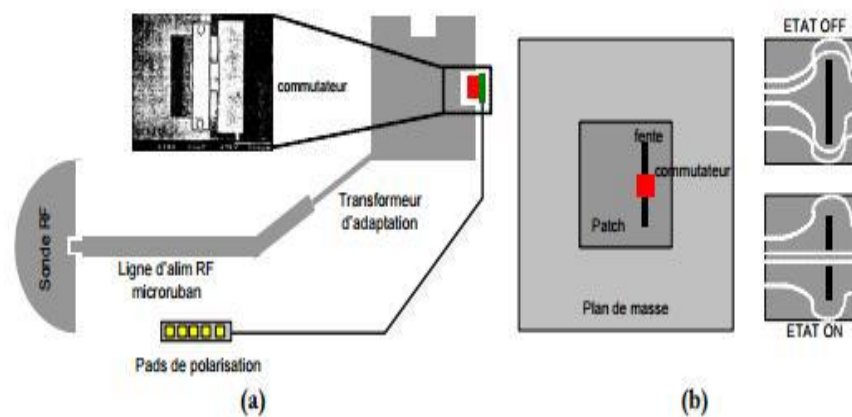 commutateur
Sonde RF
Transformeur
d'adaptation
Ligne d'alim RF
microruban
Pads de polarisation
(a)
fente
commutateur
Patch
Plan de masse
(b)
ETAT OFF
ETAT ON